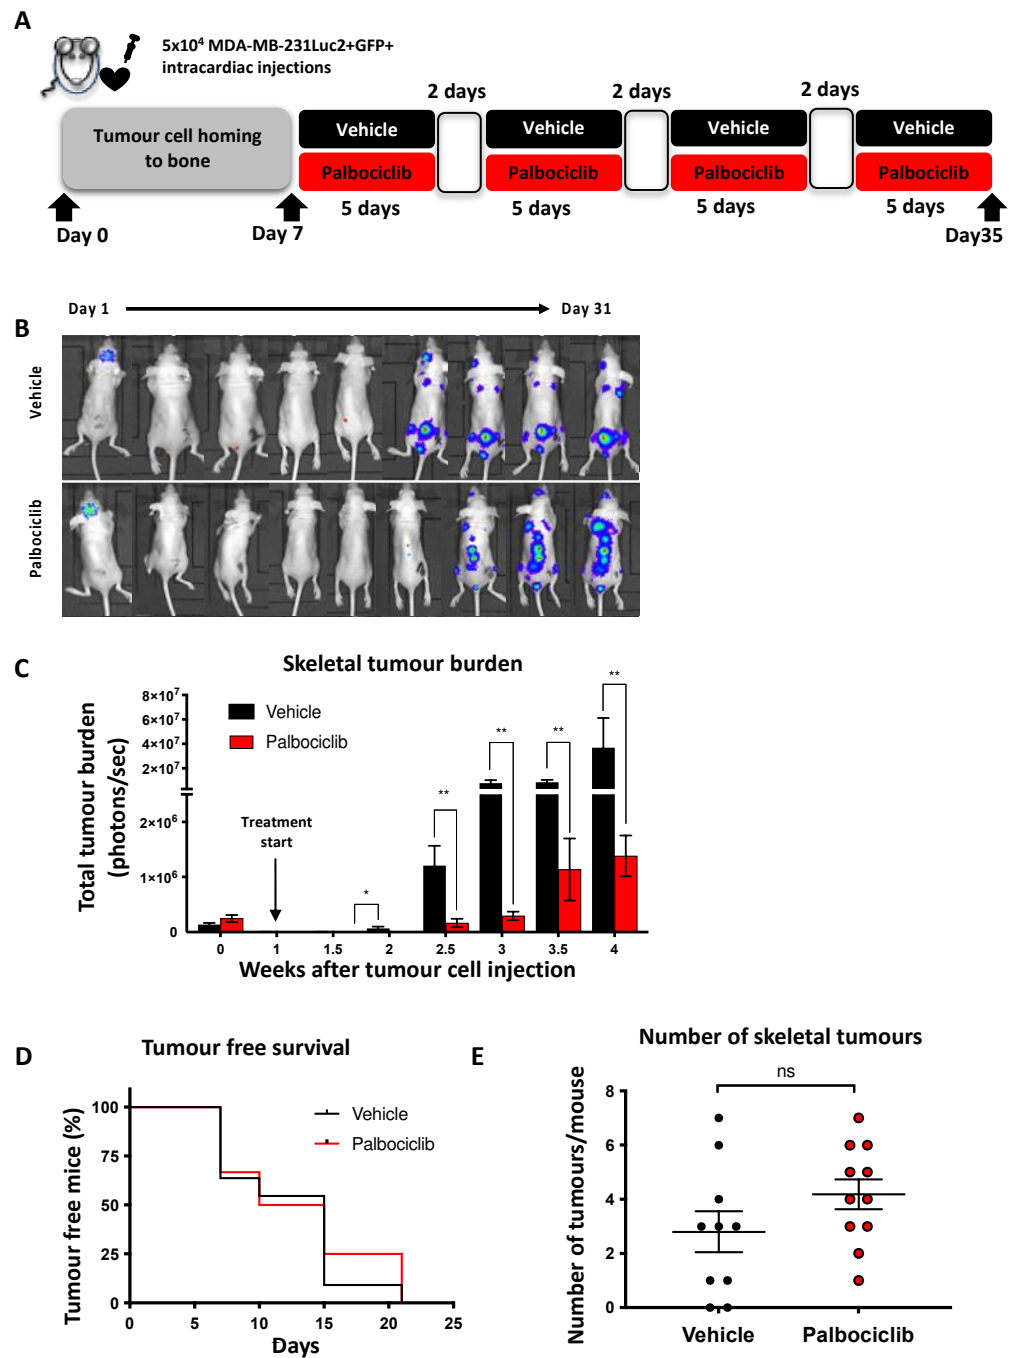 A
5x10⁴ MDA-MB-231Luc2+GFP+
intracardiac injections
2 days
2 days
2 days
Tumour cell homing
to bone
Vehicle
Vehicle
Vehicle
Vehicle
Palbociclib
Palbociclib
Palbociclib
Palbociclib
5 days
5 days
5 days
5 days
Day 0
Day 7
Day35
Day 1
Day 31
B
Vehicle
Palbociclib
C
Skeletal tumour burden
Total tumour burden
(photons/sec)
8×10⁷
6×10⁷
4×10⁷
2×10⁷
2×10⁶
1×10⁶
0
Vehicle
Palbociclib
Treatment
start
*
**
**
**
**
0 1 1.5 2 2.5 3 3.5 4
Weeks after tumour cell injection
D
Tumour free survival
Tumour free mice (%)
100
75
50
25
0
Vehicle
Palbociclib
0 5 10 15 20 25
Days
E
Number of skeletal tumours
ns
Number of tumours/mouse
8
6
4
2
0
Vehicle Palbociclib